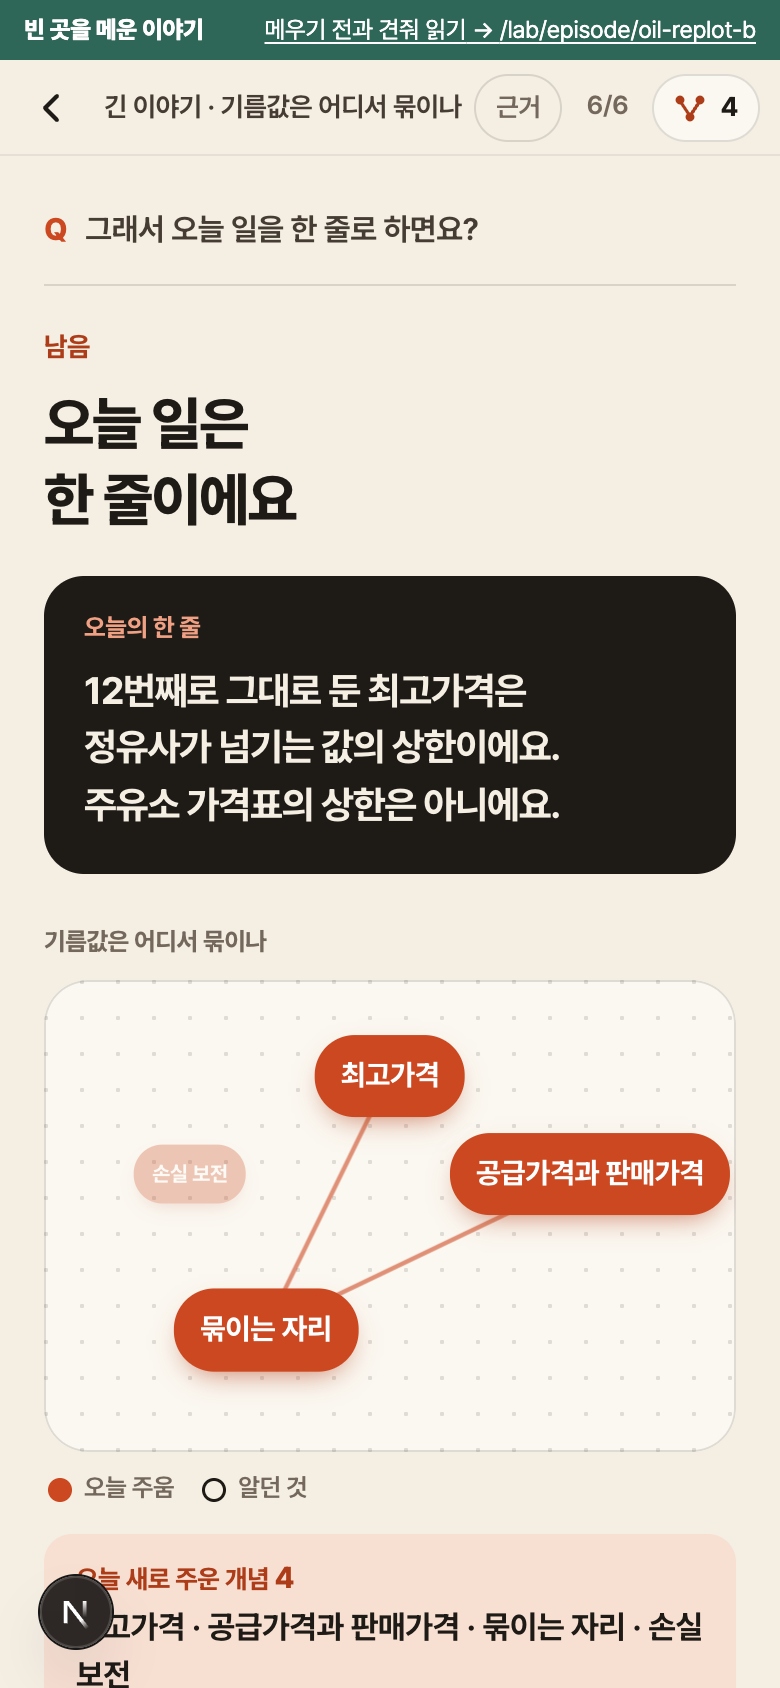 빈 곳을 메운 이야기
메우기 전과 견줘 읽기 → /lab/episode/oil-replot-b
긴 이야기 · 기름값은 어디서 묶이나
근거
6/6
4
Q 그래서 오늘 일을 한 줄로 하면요?
남음
오늘 일은
한 줄이에요
오늘의 한 줄
12번째로 그대로 둔 최고가격은
정유사가 넘기는 값의 상한이에요.
주유소 가격표의 상한은 아니에요.
기름값은 어디서 묶이나
최고가격
손실 보전
공급가격과 판매가격
묶이는 자리
오늘 주움
알던 것
오늘 새로 주운 개념 4
고가격 · 공급가격과 판매가격 · 묶이는 자리 · 손실
보전
N